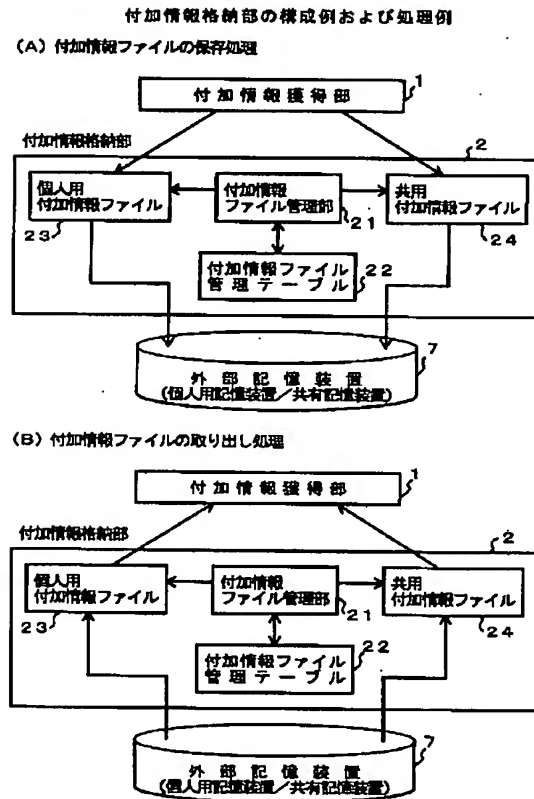 付加情報格納部の構成例および処理例
(A) 付加情報ファイルの保存処理
1
付加情報獲得部
付加情報格納部
2
個人用
付加情報ファイル
23
付加情報
ファイル管理部
21
共用
付加情報ファイル
24
付加情報ファイル
管理テーブル
22
7
外部記憶装置
(個人用記憶装置/共有記憶装置)
(B) 付加情報ファイルの取り出し処理
1
付加情報獲得部
付加情報格納部
2
個人用
付加情報ファイル
23
付加情報
ファイル管理部
21
共用
付加情報ファイル
24
付加情報ファイル
管理テーブル
22
7
外部記憶装置
(個人用記憶装置/共有記憶装置)